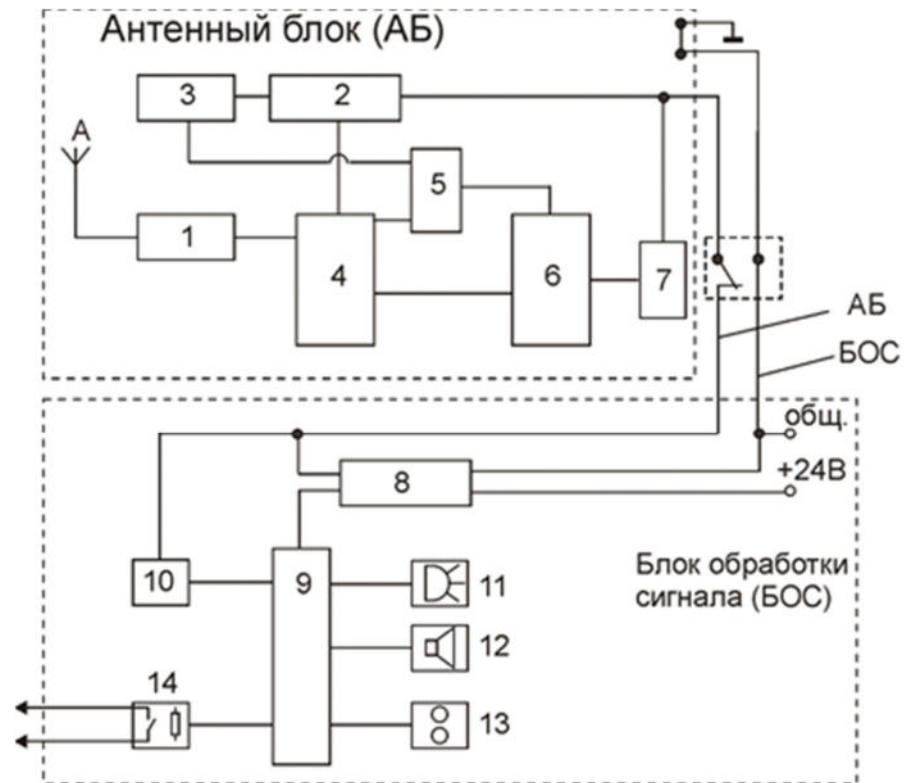 Антенный блок (АБ)
3
2
А
5
1
4
6
7
АБ
БОС
общ.
+24В
8
Блок обработки
сигнала (БОС)
10
9
11
12
14
13